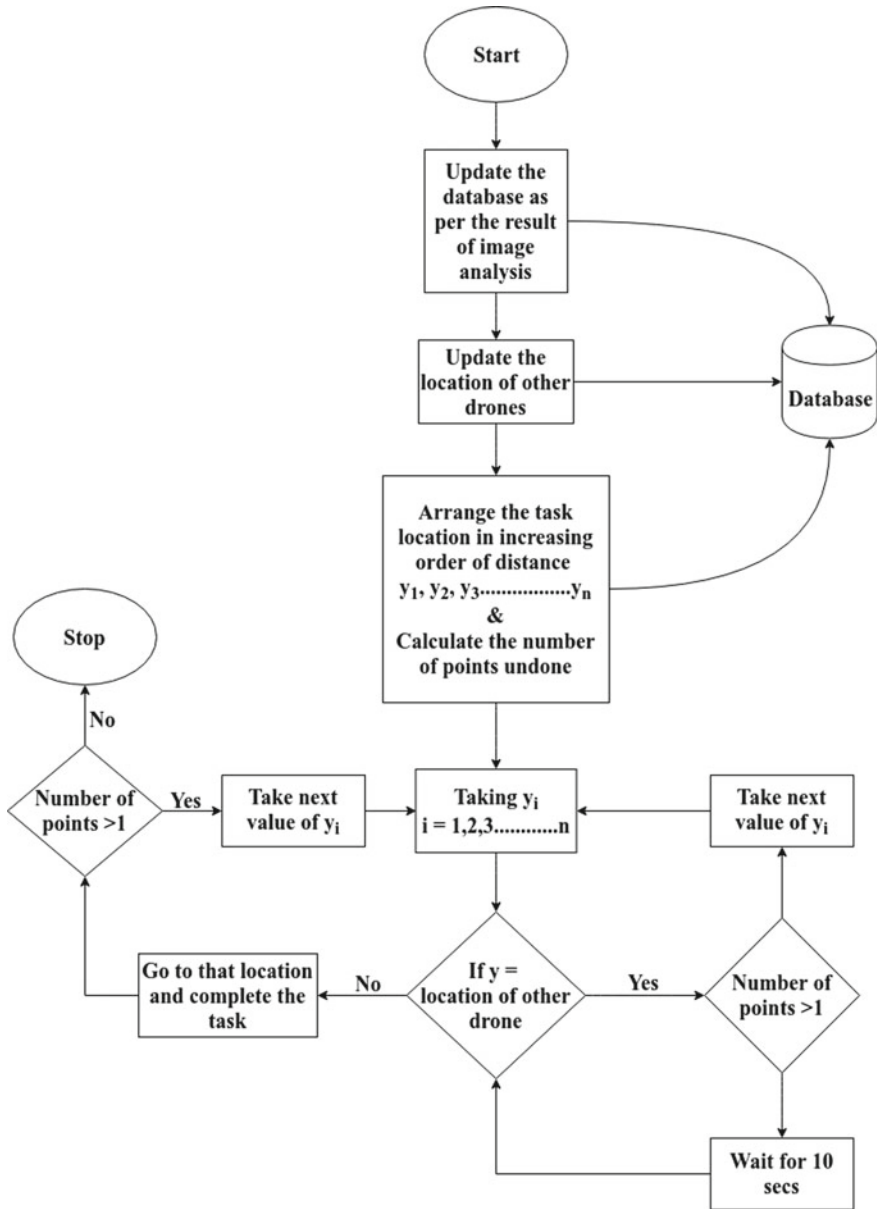 Start
Update the
database as
per the result
of image
analysis
Update the
location of other
drones
Database
Arrange the task
location in increasing
order of distance
y₁, y₂, y₃..................yₙ
&
Calculate the number
of points undone
Stop
No
Number of
points >1
Yes
Take next
value of yᵢ
Taking yᵢ
i = 1,2,3............n
Take next
value of yᵢ
Go to that location
and complete the
task
No
If y =
location of other
drone
Yes
Number of
points >1
Wait for 10
secs